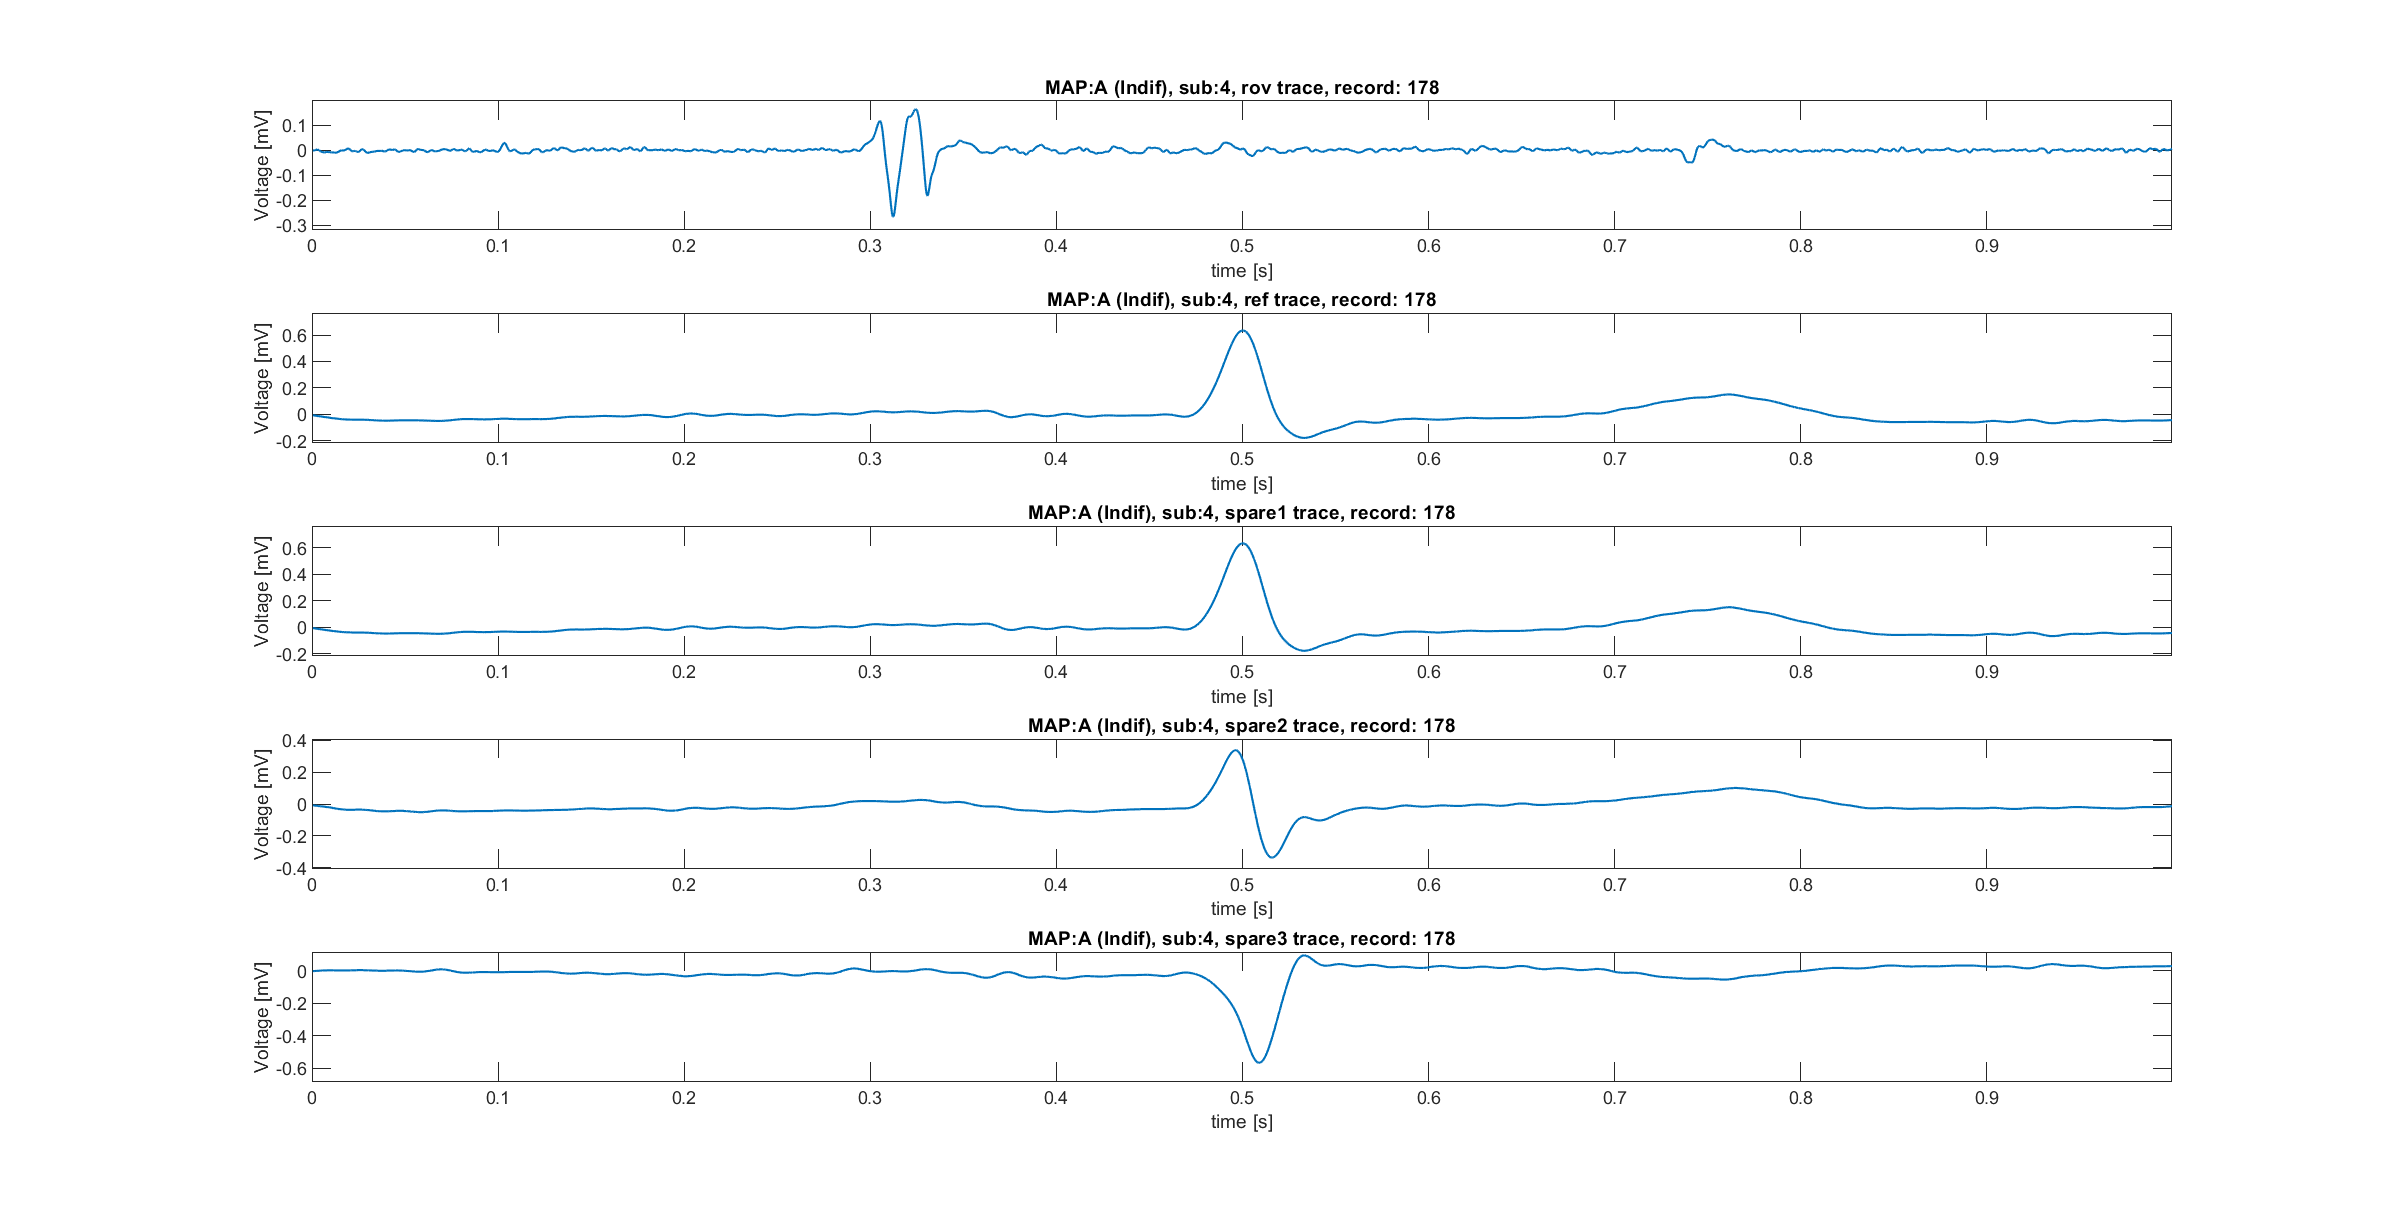 MAP:A (Indif), sub:4, rov trace, record: 178
Voltage [mV]
0.1
0
-0.1
-0.2
-0.3
0 0.1 0.2 0.3 0.4 0.5 0.6 0.7 0.8 0.9
time [s]
MAP:A (Indif), sub:4, ref trace, record: 178
Voltage [mV]
0.6
0.4
0.2
0
-0.2
0 0.1 0.2 0.3 0.4 0.5 0.6 0.7 0.8 0.9
time [s]
MAP:A (Indif), sub:4, spare1 trace, record: 178
Voltage [mV]
0.6
0.4
0.2
0
-0.2
0 0.1 0.2 0.3 0.4 0.5 0.6 0.7 0.8 0.9
time [s]
MAP:A (Indif), sub:4, spare2 trace, record: 178
Voltage [mV]
0.4
0.2
0
-0.2
-0.4
0 0.1 0.2 0.3 0.4 0.5 0.6 0.7 0.8 0.9
time [s]
MAP:A (Indif), sub:4, spare3 trace, record: 178
Voltage [mV]
0
-0.2
-0.4
-0.6
0 0.1 0.2 0.3 0.4 0.5 0.6 0.7 0.8 0.9
time [s]